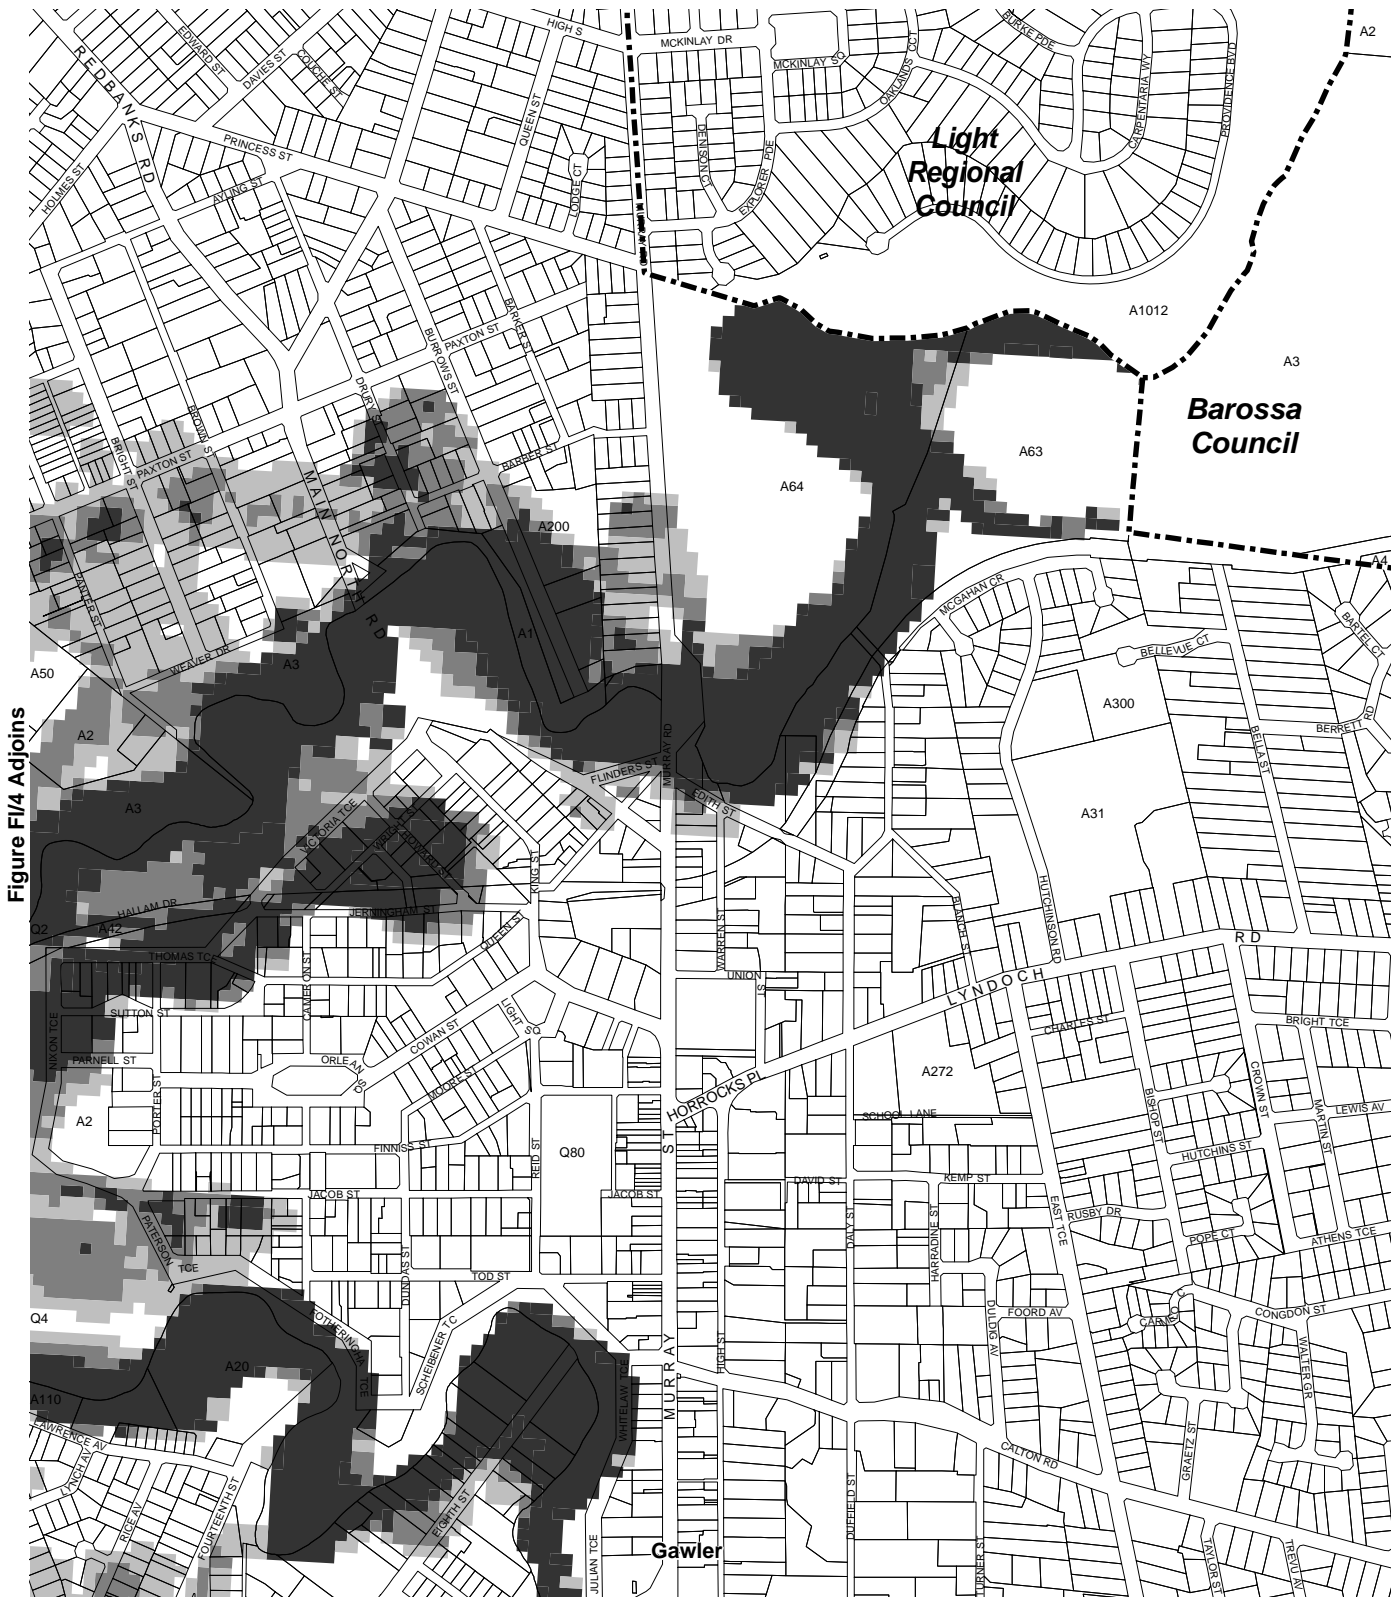 HIGH S
A2
MCKINLAY DR
MCKINLAY SQ
BURKE PDE
OAKLANDS CCT
CARPENTARIA WY
PROVIDENCE BVD
EDWARD ST
DAVIES ST
COUCHE ST
REDBANKS RD
QUEEN ST
PRINCESS ST
HOLMES ST
AYLING ST
LODGE CT
DENISON CT
EXPLORER PDE
Light
Regional
Council
A1012
A3
BARKER ST
PAXTON ST
BURROWS ST
DRURY ST
BROWN ST
BRIGHT ST
PAXTON ST
BARBER ST
MAIN NORTH RD
A64
A63
Barossa
Council
A200
A4
PANTER ST
MCGAHAN CR
BARTEL CT
BELLEVUE CT
A1
WEAVER DR
A3
A50
A300
BERRETT RD
BELLA ST
A2
MURRAY RD
FLINDERS ST
EDITH ST
A3
A31
Figure Fl/4 Adjoins
VICTORIA TCE
WRIGHT ST
HOWARD ST
KING ST
HALLAM DR
JERNINGHAM ST
QUEEN ST
HUTCHINSON RD
BLANCH ST
WARREN ST
Q2
A42
THOMAS TCE
CAMERON ST
UNION ST
LYNDOCH RD
SUTTON ST
NIXON TCE
LIGHT SQ
COWAN ST
CHARLES ST
BRIGHT TCE
PARNELL ST
ORLEAN SQ
MOORE ST
HORROCKS PL
A272
SCHOOL LANE
BISHOP ST
CROWN ST
MARTIN ST
LEWIS AV
A2
PORTER ST
FINNISS ST
REID ST
Q80
MURRAY ST
HUTCHINS ST
DAVID ST
KEMP ST
JACOB ST
JACOB ST
DALY ST
HARRADINE ST
EAST TCE
RUSBY DR
POPE CT
ATHENS TCE
PATERSON TCE
TOD ST
DUNDAS ST
Q4
FOTHERINGHA TCE
SCHEIBENER TC
HIGH ST
DULDIG AV
FOORD AV
CONGDON ST
WALTER GR
A20
A110
WHITELAW TCE
LAWRENCE AV
LYNCH AV
RICE AV
FOURTEENTH ST
EIGHTH ST
CALTON RD
GRAETZ ST
DUFFIELD ST
JULIAN TCE
Gawler
TURNER ST
TAYLOR ST
TREVU AV